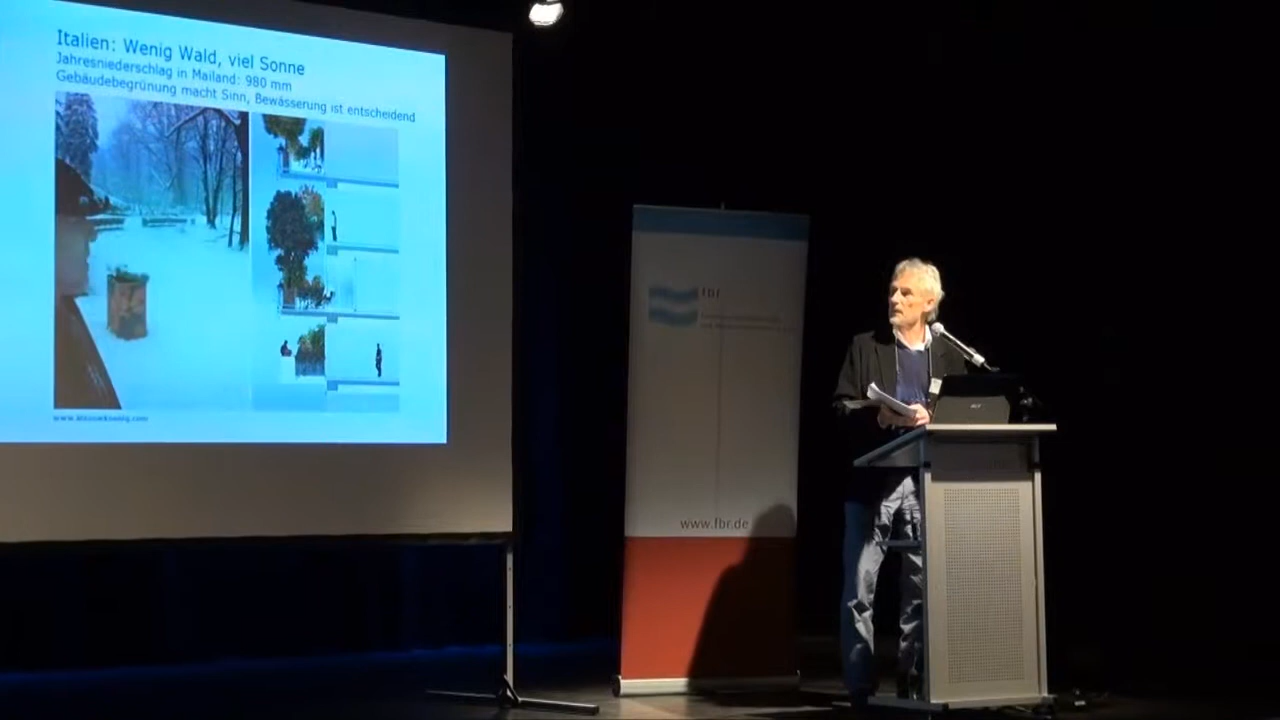 Italien: Wenig Wald, viel Sonne
Jahresniederschlag in Mailand: 980 mm
Gebäudebegrünung macht Sinn, Bewässerung ist entscheidend
fbr
www.fbr.de
acer